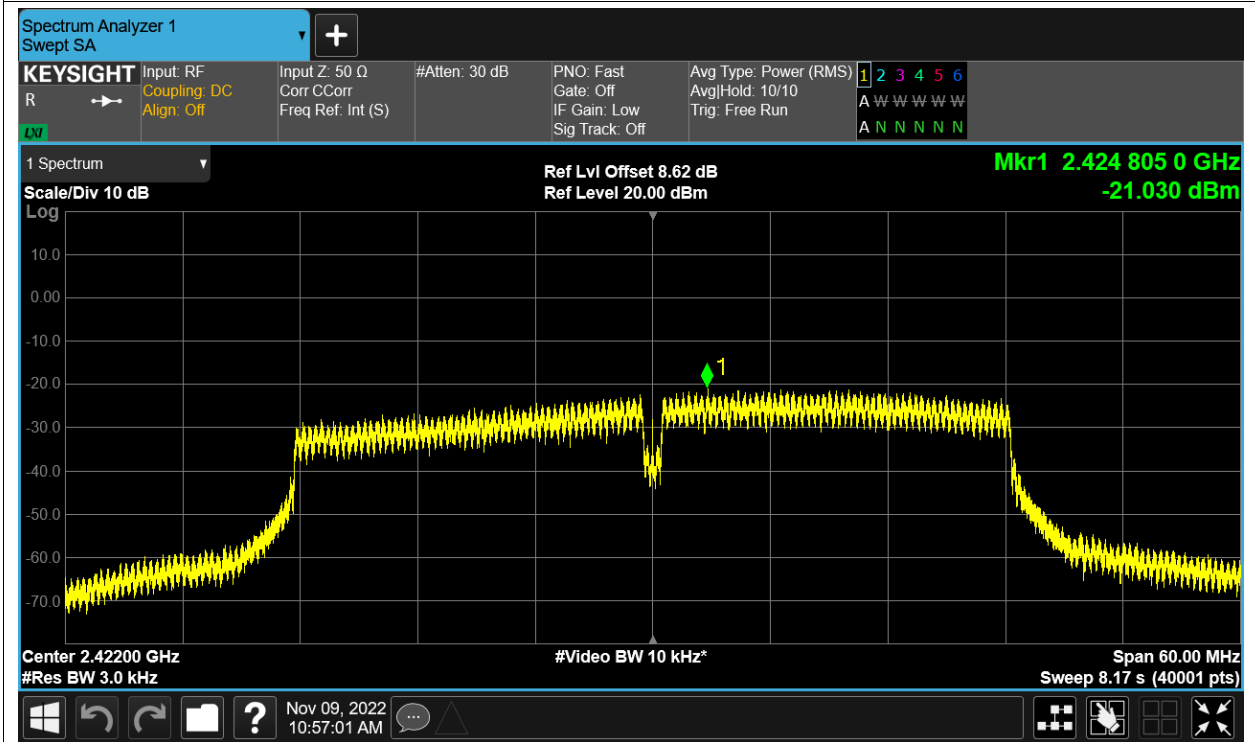 Spectrum Analyzer 1
Swept SA
+
KEYSIGHT
R
LXI
Input: RF
Coupling: DC
Align: Off
Input Z: 50 Ω
Corr CCorr
Freq Ref: Int (S)
#Atten: 30 dB
PNO: Fast
Gate: Off
IF Gain: Low
Sig Track: Off
Avg Type: Power (RMS)
Avg|Hold: 10/10
Trig: Free Run
1 2 3 4 5 6
A W W W W W
A N N N N N
1 Spectrum
Scale/Div 10 dB
Ref Lvl Offset 8.62 dB
Ref Level 20.00 dBm
Mkr1 2.424 805 0 GHz
-21.030 dBm
Log
10.0
0.00
-10.0
-20.0
-30.0
-40.0
-50.0
-60.0
-70.0
1
Center 2.42200 GHz
#Res BW 3.0 kHz
#Video BW 10 kHz*
Span 60.00 MHz
Sweep 8.17 s (40001 pts)
?
Nov 09, 2022
10:57:01 AM